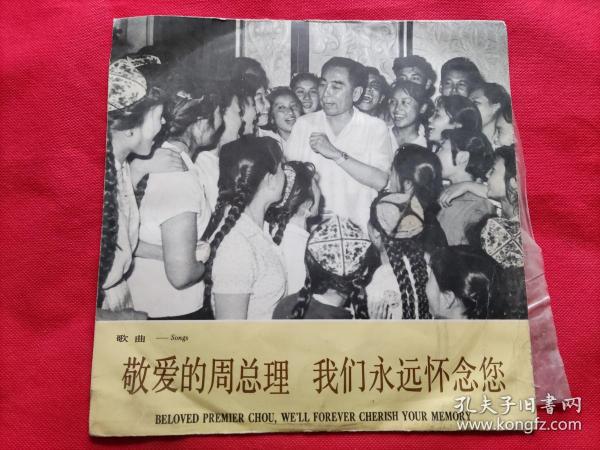 歌曲 —Songs
敬爱的周总理 我们永远怀念您
BELOVED PREMIER CHOU, WE'LL FOREVER CHERISH YOUR MEMORY
孔夫子旧书网
www.kongfz.com